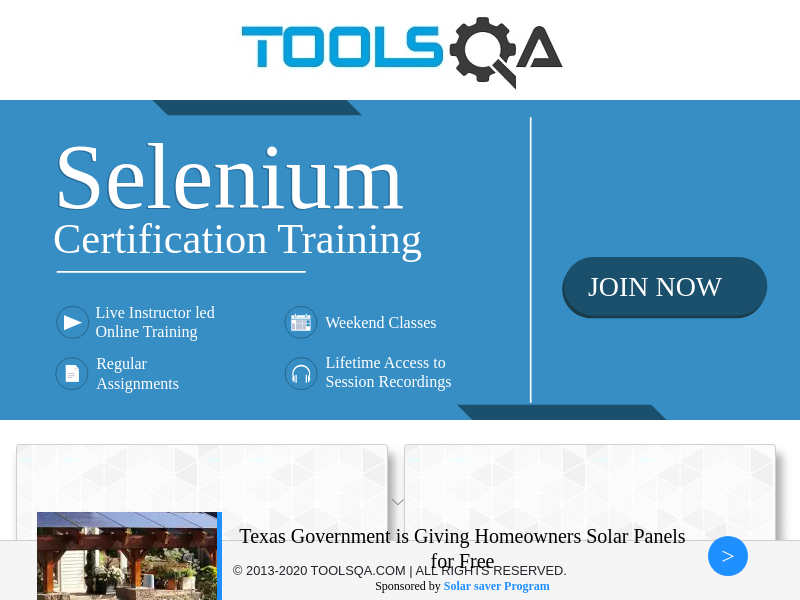 TOOLSQA
Selenium
Certification Training
JOIN NOW
Live Instructor led
Online Training
Weekend Classes
Regular
Assignments
Lifetime Access to
Session Recordings
Texas Government is Giving Homeowners Solar Panels
for Free
>
© 2013-2020 TOOLSQA.COM | ALL RIGHTS RESERVED.
Sponsored by Solar saver Program